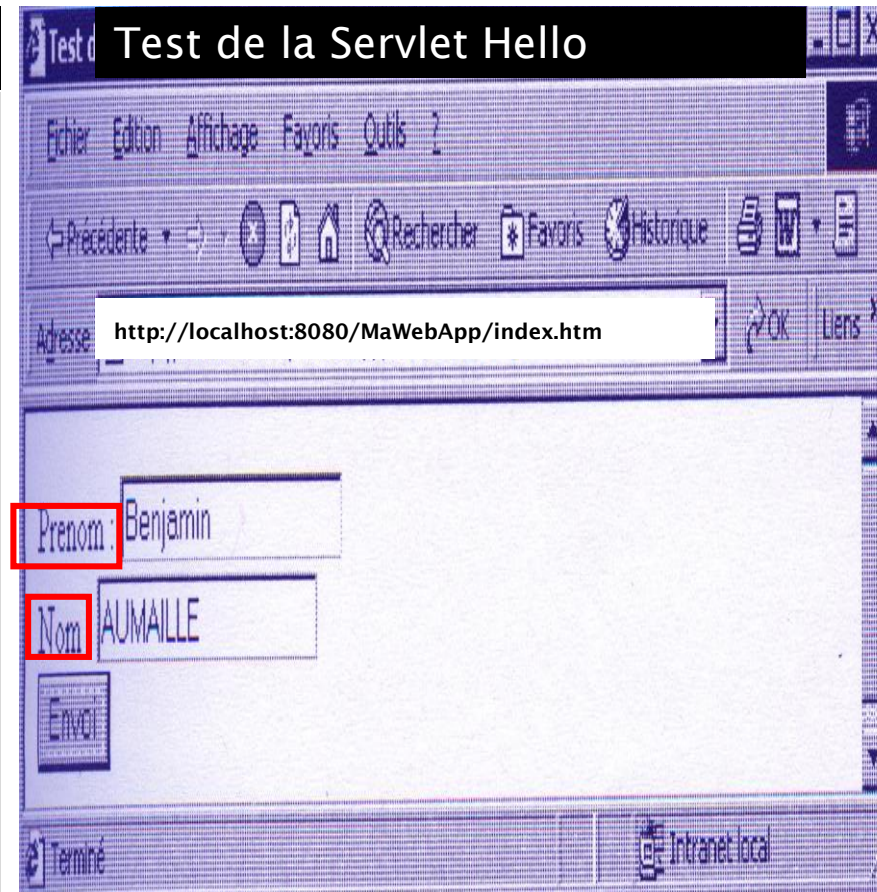 Test d
Test de la Servlet Hello
Fichier Edition Affichage Favoris Outils ?
Précédente Rechercher Favoris Historique
Adresse http://localhost:8080/MaWebApp/index.htm OK Liens
Prenom : Benjamin
Nom AUMAILLE
Envoi
Terminé Intranet local